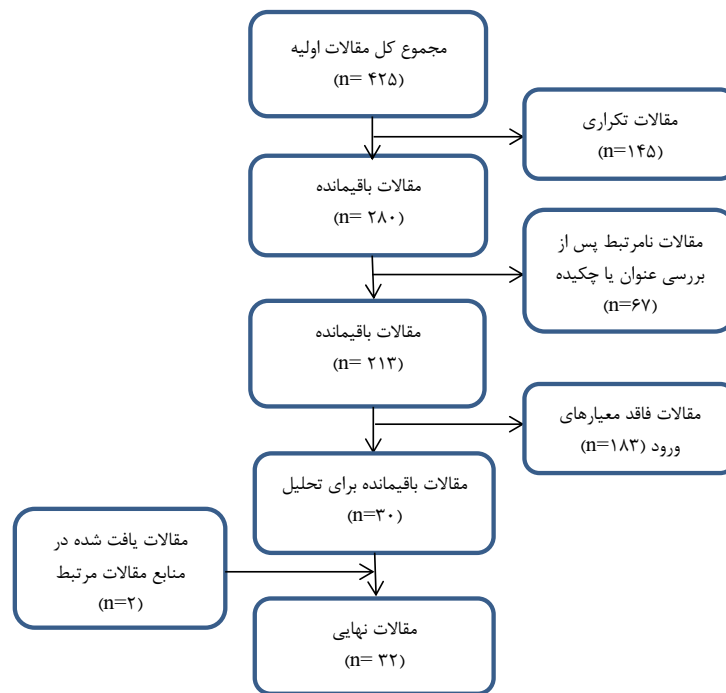 مجموع کل مقالات اولیه
(n= ۴۲۵)
مقالات تکراری
(n=۱۴۵)
مقالات باقیمانده
(n= ۲۸۰)
مقالات نامرتبط پس از
بررسی عنوان یا چکیده
(n=۶۷)
مقالات باقیمانده
(n= ۲۱۳)
مقالات فاقد معیارهای
ورود (n=۱۸۳)
مقالات باقیمانده برای تحلیل
(n=۳۰)
مقالات یافت شده در
منابع مقالات مرتبط
(n=۲)
مقالات نهایی
(n= ۳۲)